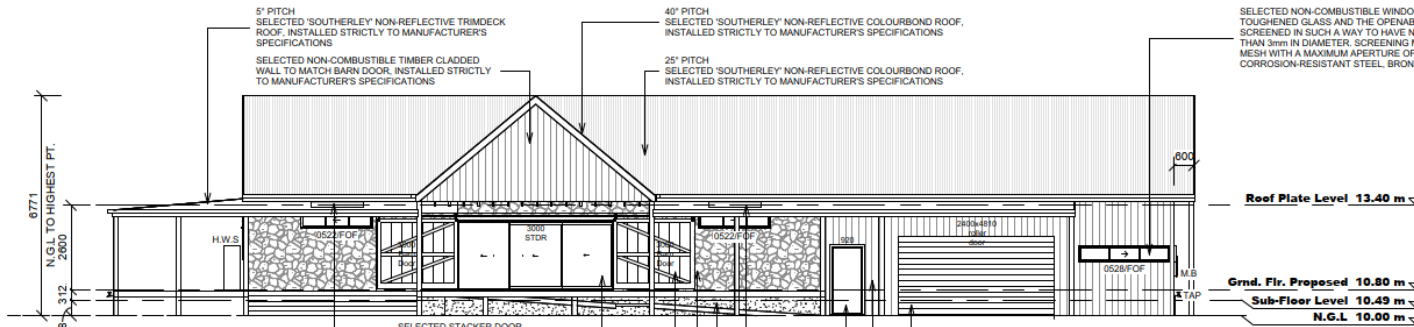 5° PITCH
SELECTED 'SOUTHERLEY' NON-REFLECTIVE TRIMDECK
ROOF, INSTALLED STRICTLY TO MANUFACTURER'S
SPECIFICATIONS
SELECTED NON-COMBUSTIBLE TIMBER CLADDED
WALL TO MATCH BARN DOOR, INSTALLED STRICTLY
TO MANUFACTURER'S SPECIFICATIONS
40° PITCH
SELECTED 'SOUTHERLEY' NON-REFLECTIVE COLOURBOND ROOF,
INSTALLED STRICTLY TO MANUFACTURER'S SPECIFICATIONS
25° PITCH
SELECTED 'SOUTHERLEY' NON-REFLECTIVE COLOURBOND ROOF,
INSTALLED STRICTLY TO MANUFACTURER'S SPECIFICATIONS
SELECTED NON-COMBUSTIBLE WINDO
TOUGHENED GLASS AND THE OPENAB
SCREENED IN SUCH A WAY TO HAVE N
THAN 3mm IN DIAMETER. SCREENING M
MESH WITH A MAXIMUM APERTURE OF
CORROSION-RESISTANT STEEL, BRON
6771
N.G.L TO HIGHEST PT.
2600
312
600
Roof Plate Level 13.40 m
H.W.S
0522/FOF
Barn
Door
3000
STDR
Door
0522/FOF
920
2400x4810
roller
door
0528/FOF
M.B
TAP
Grnd. Flr. Proposed 10.80 m
Sub-Floor Level 10.49 m
N.G.L 10.00 m
SELECTED STACKER DOOR